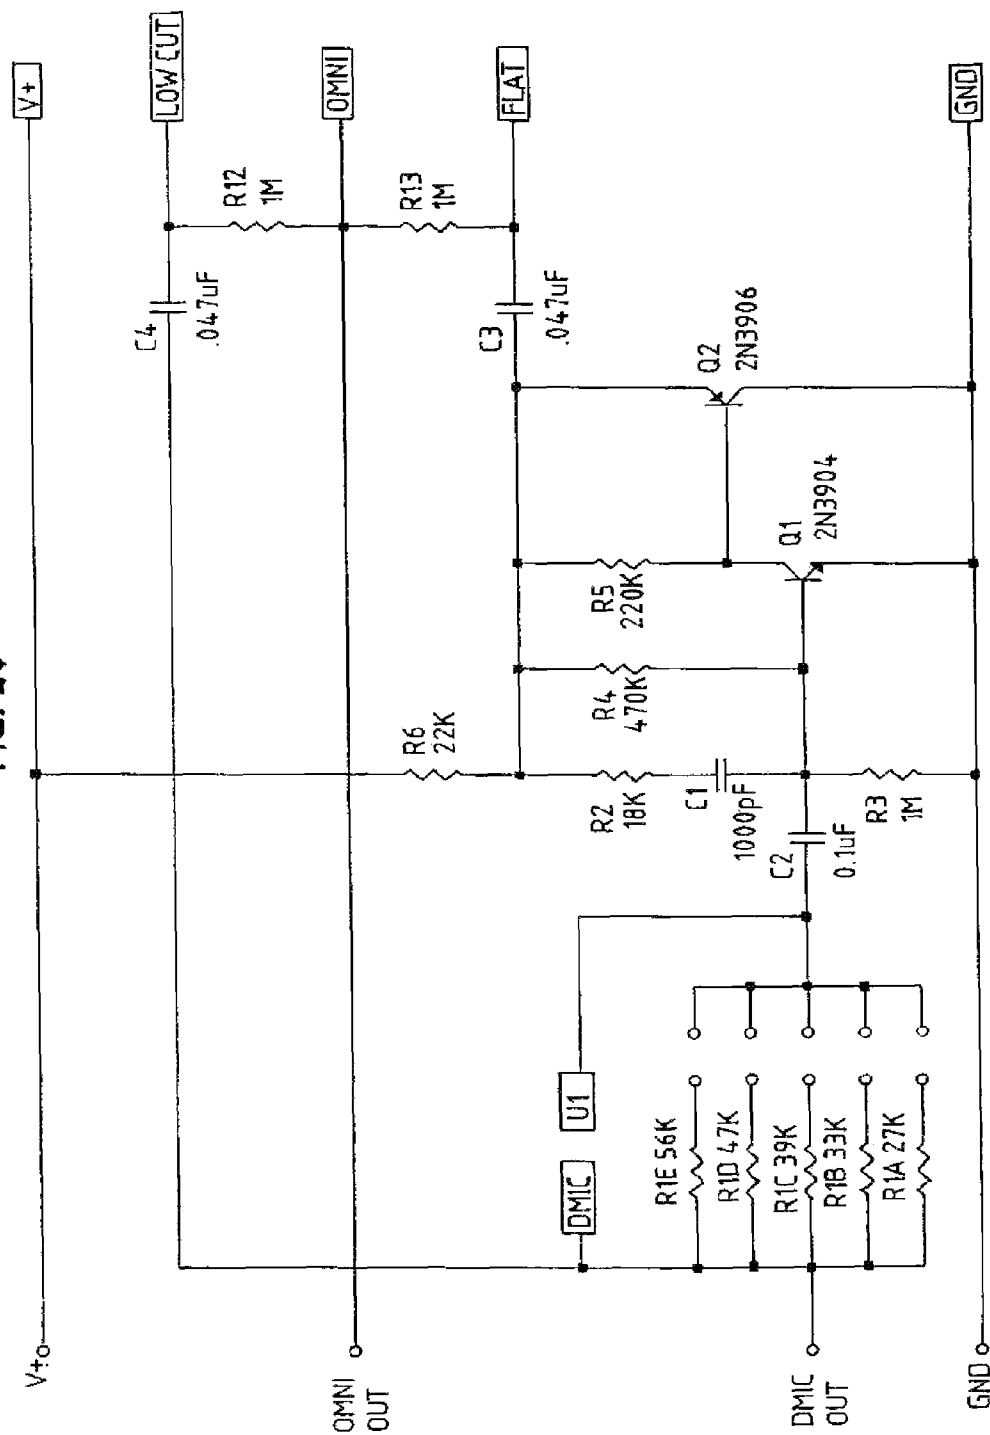 V+
LOW CUT
OMNI
FLAT
GND
R12
1M
R13
1M
C4
.047uF
C3
.047uF
Q2
2N3906
Q1
2N3904
R5
220K
R4
470K
R6
22K
R2
18K
C1
1000pF
R3
1M
C2
0.1uF
U1
DMIC
R1E 56K
R1D 47K
R1C 39K
R1B 33K
R1A 27K
V+
OMNI
OUT
DMIC
OUT
GND